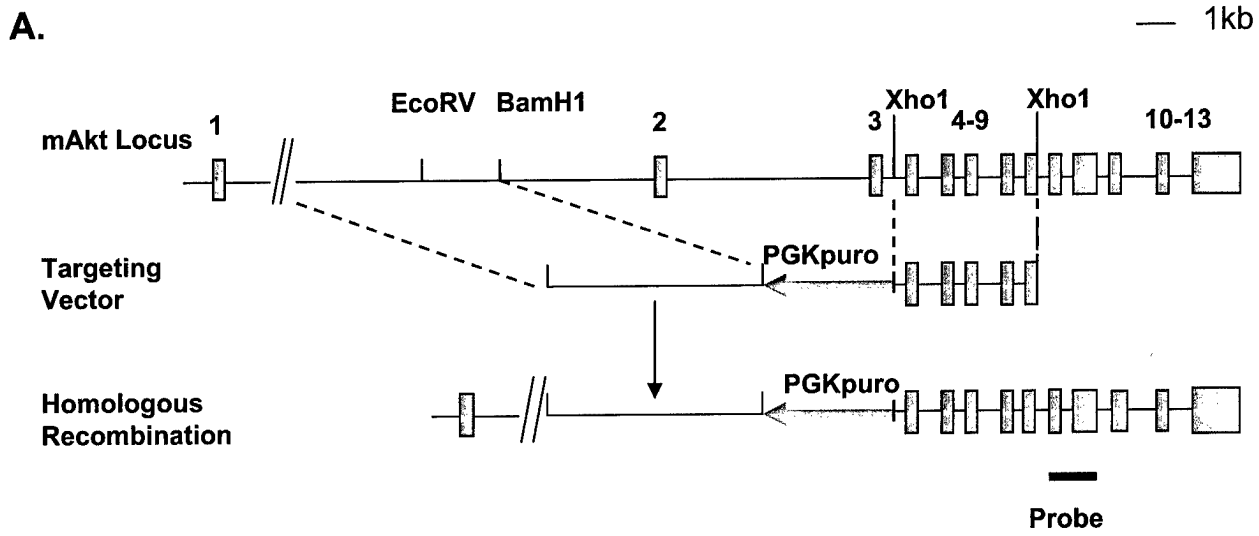 A.
1kb
EcoRV BamH1 Xho1 Xho1
mAkt Locus 1 2 3 4-9 10-13
Targeting
Vector
PGKpuro
Homologous
Recombination
PGKpuro
Probe